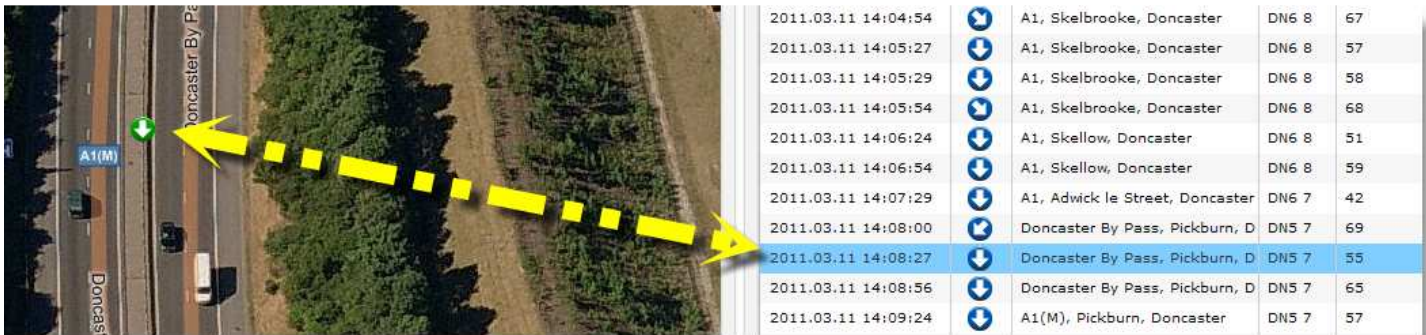 Doncaster By Pa
A1(M)
Doncas
2011.03.11 14:04:54 A1, Skelbrooke, Doncaster DN6 8 67
2011.03.11 14:05:27 A1, Skelbrooke, Doncaster DN6 8 57
2011.03.11 14:05:29 A1, Skelbrooke, Doncaster DN6 8 58
2011.03.11 14:05:54 A1, Skelbrooke, Doncaster DN6 8 68
2011.03.11 14:06:24 A1, Skellow, Doncaster DN6 8 51
2011.03.11 14:06:54 A1, Skellow, Doncaster DN6 8 59
2011.03.11 14:07:29 A1, Adwick le Street, Doncaster DN6 7 42
2011.03.11 14:08:00 Doncaster By Pass, Pickburn, D DN5 7 69
2011.03.11 14:08:27 Doncaster By Pass, Pickburn, D DN5 7 55
2011.03.11 14:08:56 Doncaster By Pass, Pickburn, D DN5 7 65
2011.03.11 14:09:24 A1(M), Pickburn, Doncaster DN5 7 57